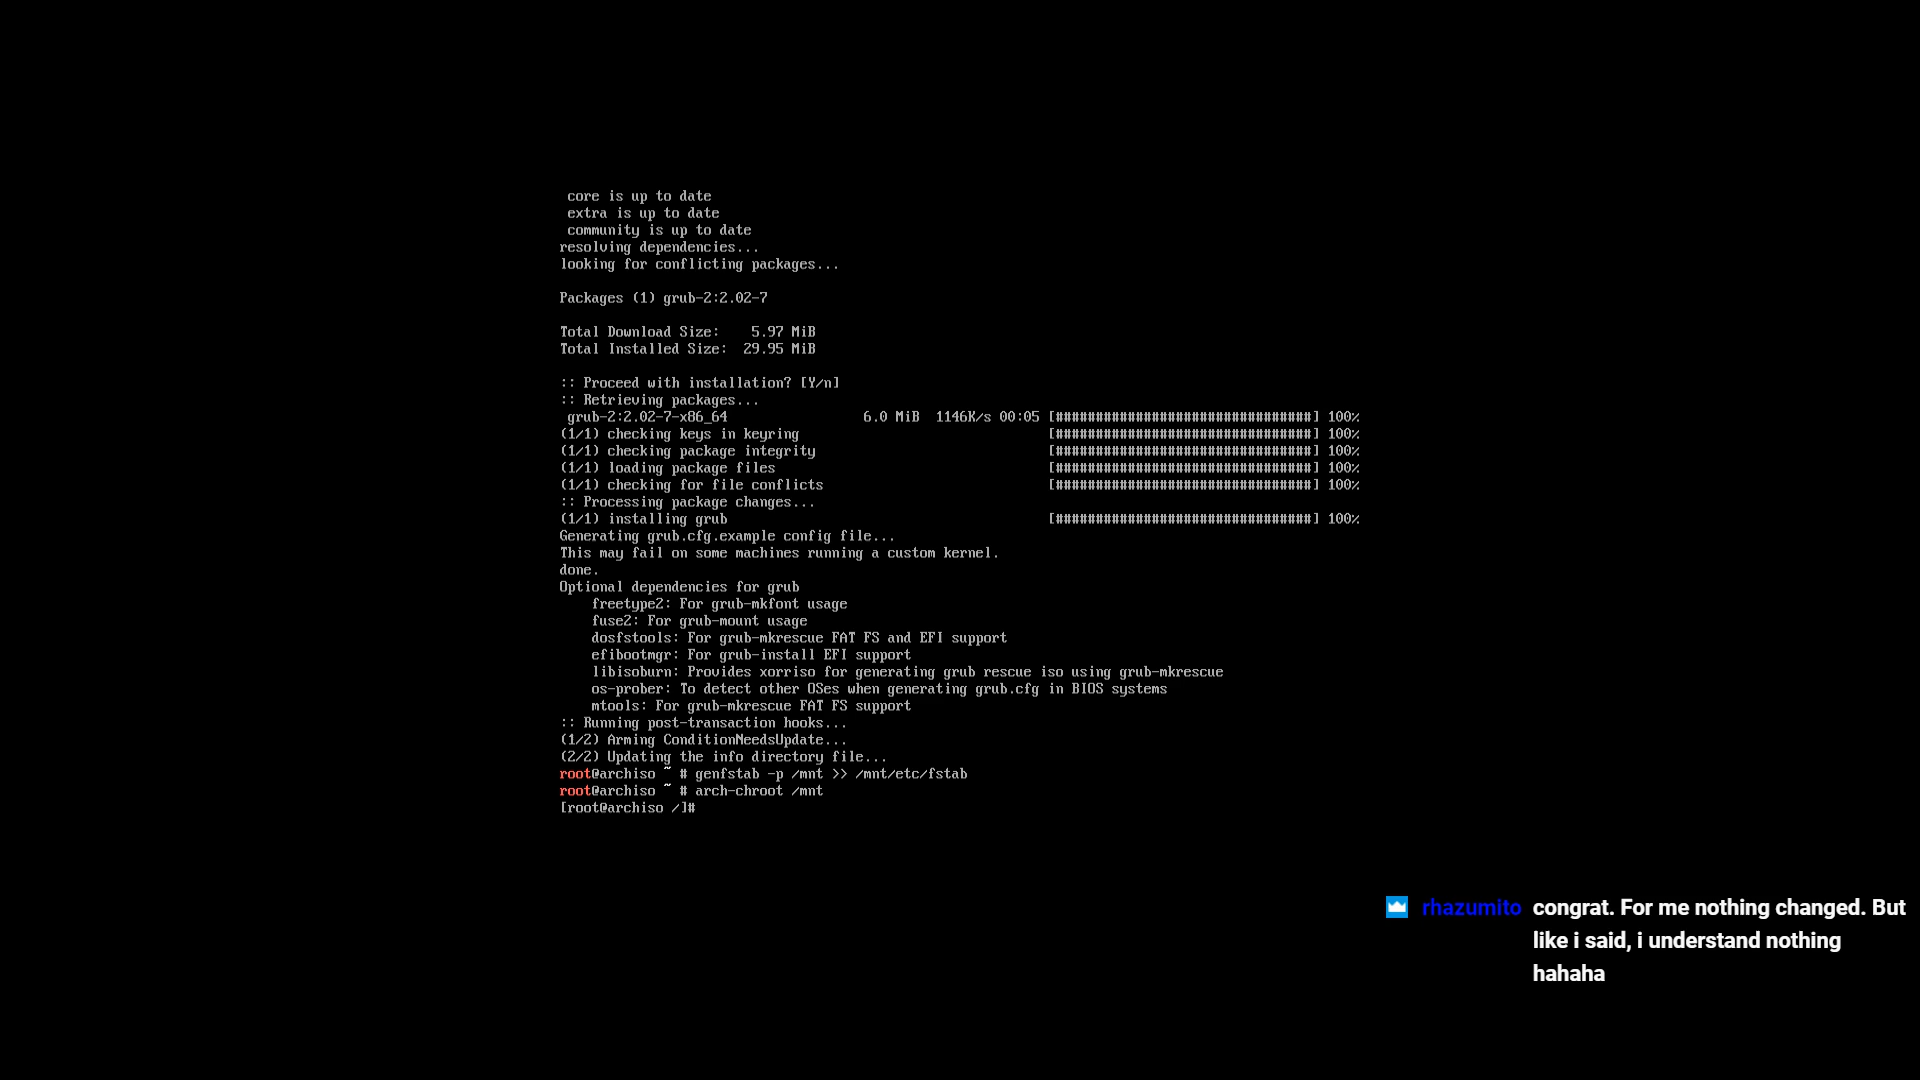 core is up to date
extra is up to date
community is up to date
resolving dependencies...
looking for conflicting packages...
Packages (1) grub-2:2.02-7
Total Download Size:    5.97 MiB
Total Installed Size:  29.95 MiB
:: Proceed with installation? [Y/n]
:: Retrieving packages...
grub-2:2.02-7-x86_64                 6.0 MiB  1146K/s 00:05 [################################] 100%
(1/1) checking keys in keyring                               [################################] 100%
(1/1) checking package integrity                             [################################] 100%
(1/1) loading package files                                  [################################] 100%
(1/1) checking for file conflicts                            [################################] 100%
:: Processing package changes...
(1/1) installing grub                                        [################################] 100%
Generating grub.cfg.example config file...
This may fail on some machines running a custom kernel.
done.
Optional dependencies for grub
    freetype2: For grub-mkfont usage
    fuse2: For grub-mount usage
    dosfstools: For grub-mkrescue FAT FS and EFI support
    efibootmgr: For grub-install EFI support
    libisoburn: Provides xorriso for generating grub rescue iso using grub-mkrescue
    os-prober: To detect other OSes when generating grub.cfg in BIOS systems
    mtools: For grub-mkrescue FAT FS support
:: Running post-transaction hooks...
(1/2) Arming ConditionNeedsUpdate...
(2/2) Updating the info directory file...
root@archiso ~ # genfstab -p /mnt >> /mnt/etc/fstab
root@archiso ~ # arch-chroot /mnt
[root@archiso /]#
rhazumito congrat. For me nothing changed. But
like i said, i understand nothing
hahaha